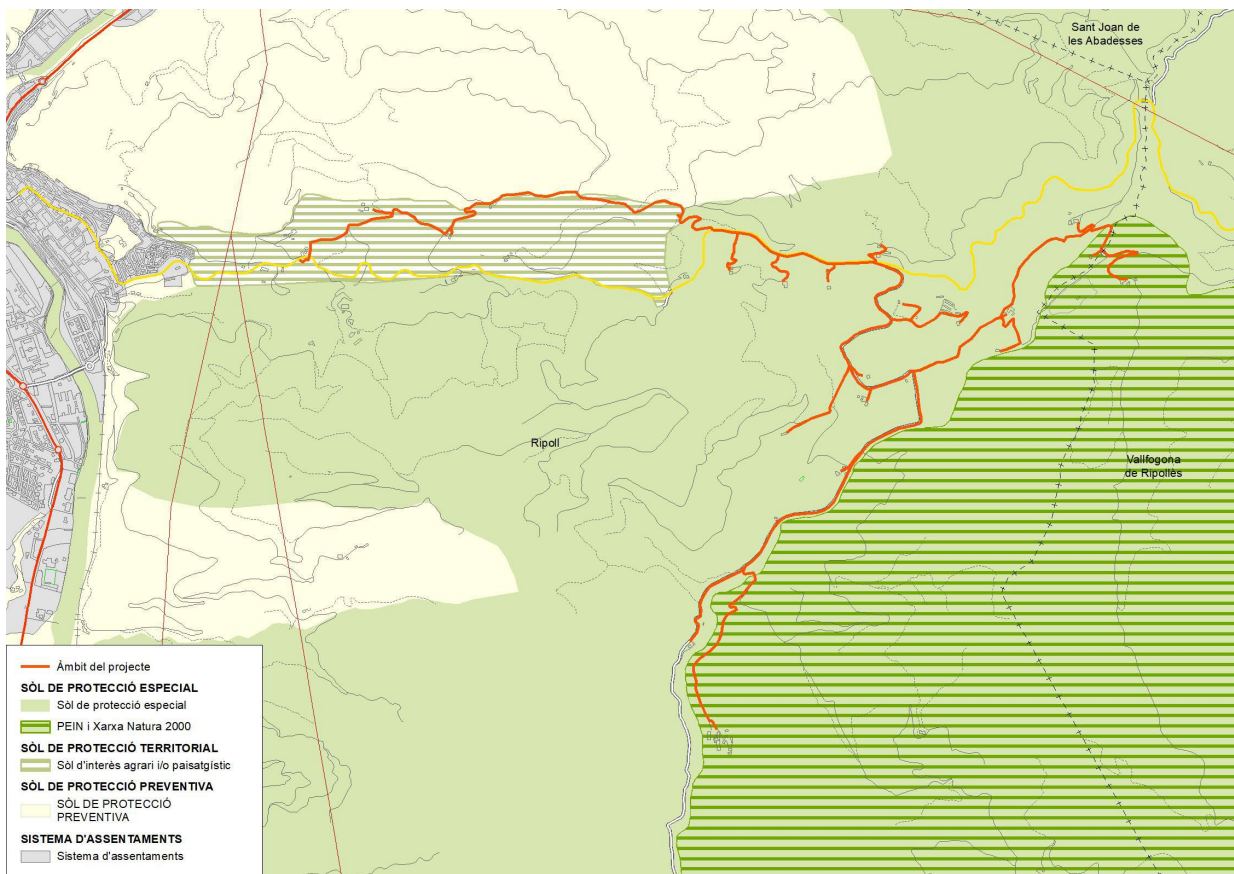 Sant Joan de
les Abadesses
Ripoll
Vallfogona
de Ripollès
Àmbit del projecte
SÒL DE PROTECCIÓ ESPECIAL
Sòl de protecció especial
PEIN i Xarxa Natura 2000
SÒL DE PROTECCIÓ TERRITORIAL
Sòl d'interès agrari i/o paisatgístic
SÒL DE PROTECCIÓ PREVENTIVA
SÒL DE PROTECCIÓ
PREVENTIVA
SISTEMA D'ASSENTAMENTS
Sistema d'assentaments